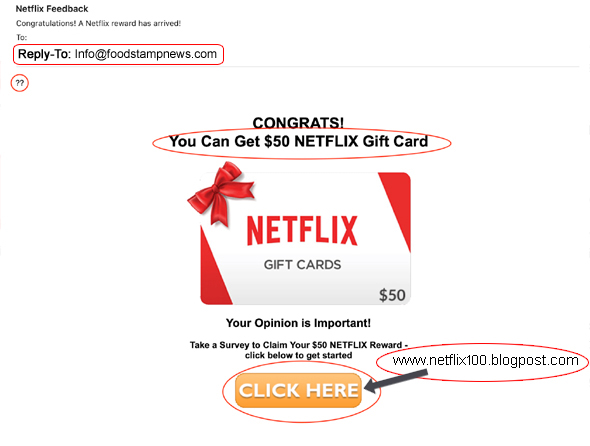 Netflix Feedback
Congratulations! A Netflix reward has arrived!
To:
Reply-To: Info@foodstampnews.com
??
CONGRATS!
You Can Get $50 NETFLIX Gift Card
NETFLIX
GIFT CARDS
$50
Your Opinion is Important!
Take a Survey to Claim Your $50 NETFLIX Reward -
click below to get started
www.netflix100.blogpost.com
CLICK HERE